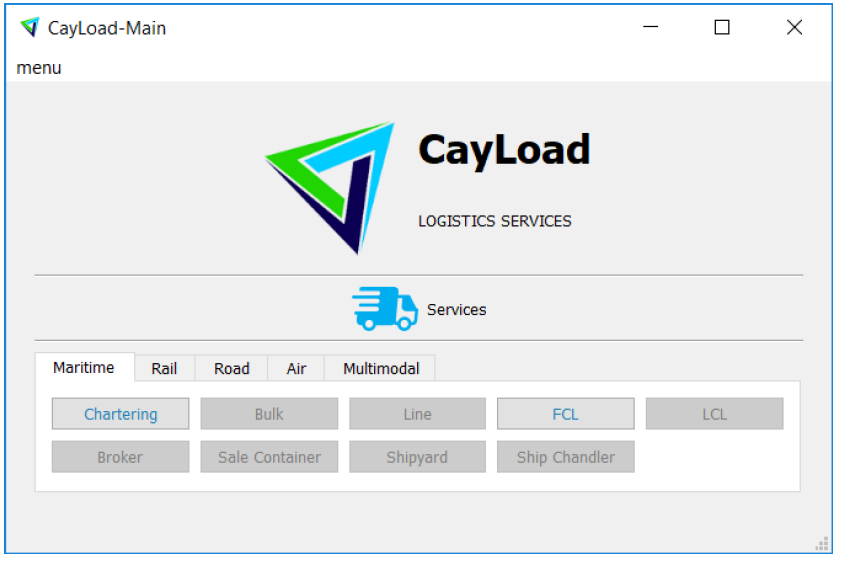 CayLoad-Main
menu
CayLoad
LOGISTICS SERVICES
Services
Maritime Rail Road Air Multimodal
Chartering Bulk Line FCL LCL
Broker Sale Container Shipyard Ship Chandler